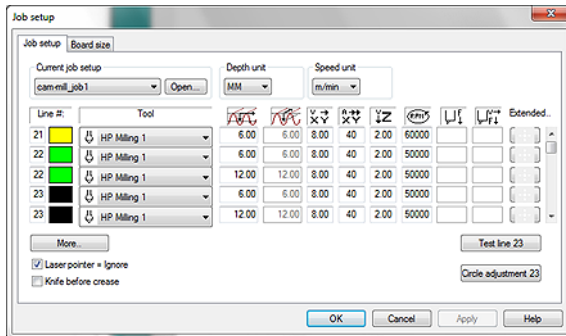 Job setup
Job setup Board size
Current job setup Depth unit Speed unit
cam-mill_job1 Open... MM m/min
Line #: Tool XY XY Z RPM Extended..
21 HP Milling 1 6.00 6.00 8.00 40 2.00 60000
22 HP Milling 1 6.00 6.00 8.00 40 2.00 50000
22 HP Milling 1 12.00 12.00 8.00 40 2.00 50000
23 HP Milling 1 6.00 6.00 8.00 40 2.00 50000
23 HP Milling 1 12.00 12.00 8.00 40 2.00 50000
More.. Test line 23
Laser pointer = Ignore
Knife before crease Circle adjustment 23
OK Cancel Apply Help